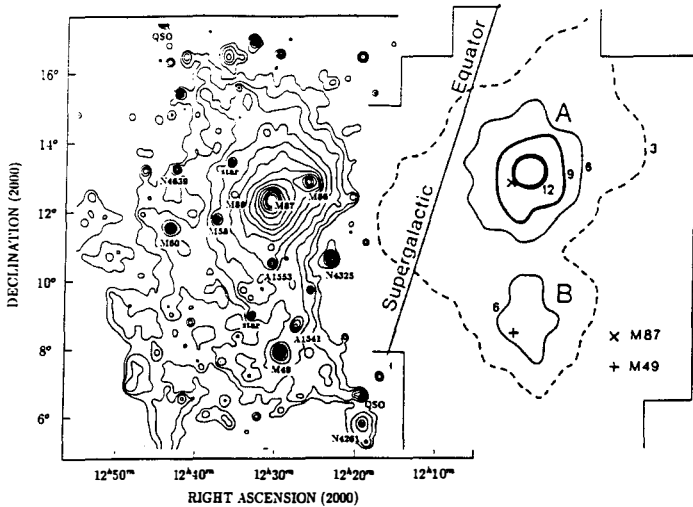 QSO
16°
14°
12°
10°
8°
6°
DECLINATION (2000)
N4638
star
M89
M87
M86
M58
M60
A1553
N4325
star
A1541
M49
QSO
N4261
12ʰ50ᵐ
12ʰ40ᵐ
12ʰ30ᵐ
12ʰ20ᵐ
12ʰ10ᵐ
RIGHT ASCENSION (2000)
Supergalactic Equator
A
3
6
9
12
B
6
× M87
+ M49